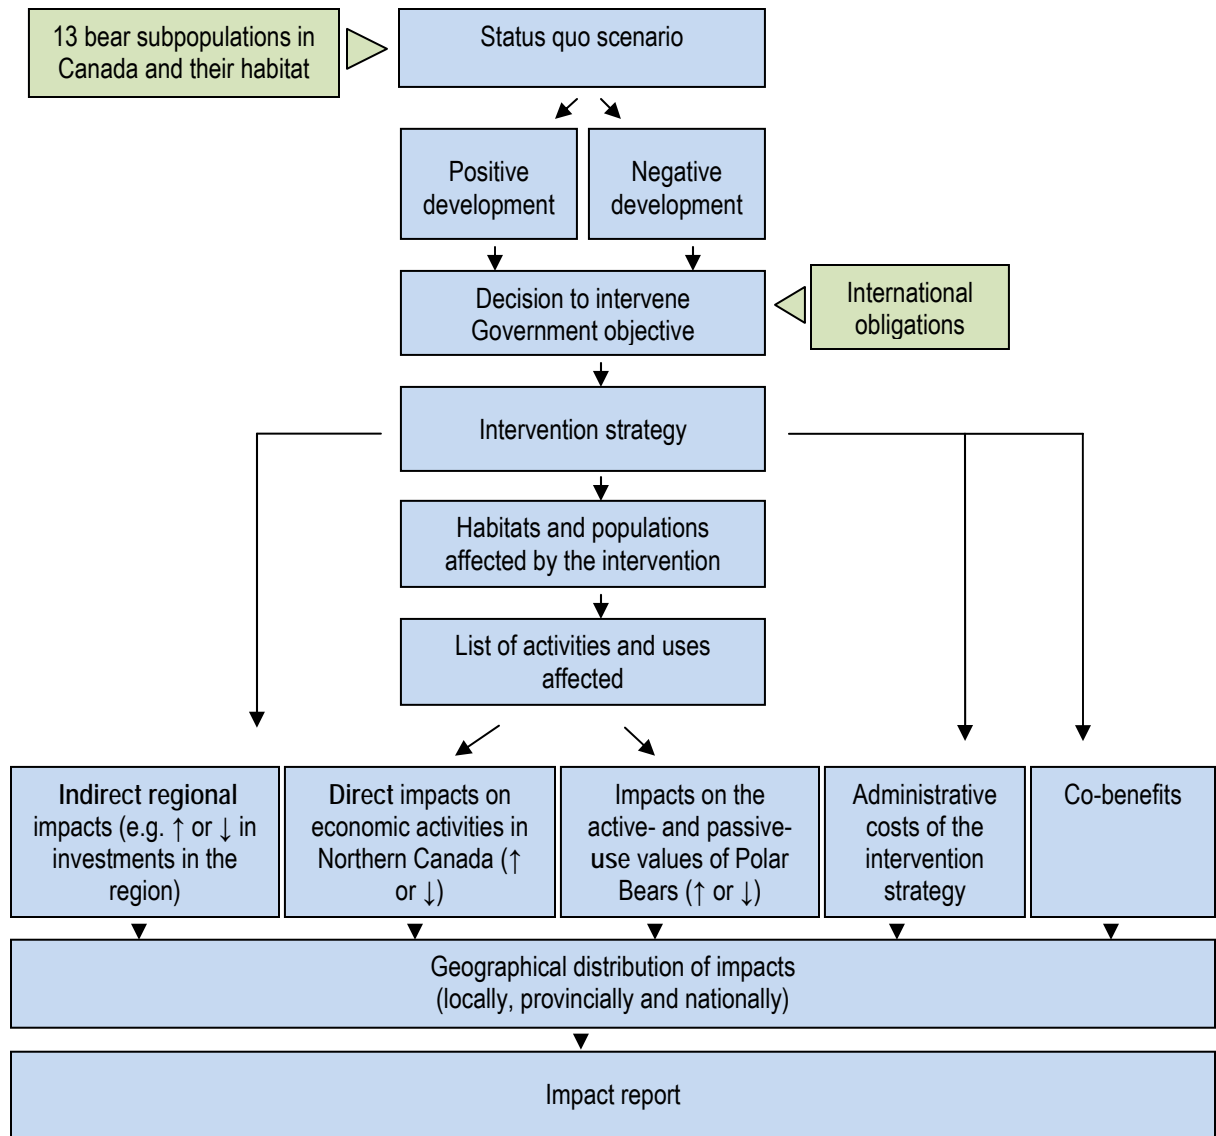 13 bear subpopulations in
Canada and their habitat
Status quo scenario
Positive
development
Negative
development
Decision to intervene
Government objective
International
obligations
Intervention strategy
Habitats and populations
affected by the intervention
List of activities and uses
affected
Indirect regional
impacts (e.g. ↑ or ↓ in
investments in the
region)
Direct impacts on
economic activities in
Northern Canada (↑
or ↓)
Impacts on the
active- and passive-
use values of Polar
Bears (↑ or ↓)
Administrative
costs of the
intervention
strategy
Co-benefits
Geographical distribution of impacts
(locally, provincially and nationally)
Impact report